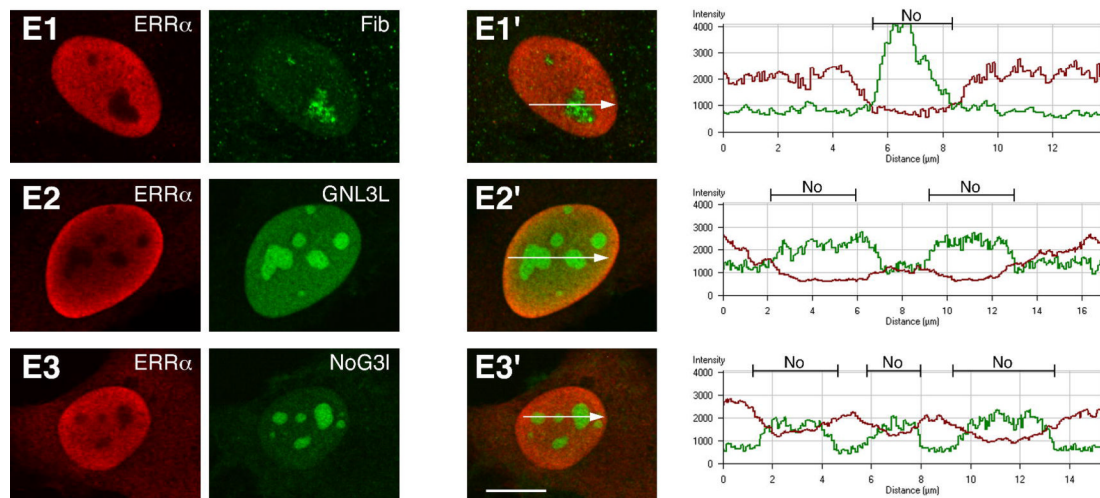 E1 ERRα Fib E1'
Intensity
No
4000
3000
2000
1000
0
0 2 4 6 8 10 12 14
Distance (µm)
E2 ERRα GNL3L E2'
Intensity
No No
4000
3000
2000
1000
0
0 2 4 6 8 10 12 14 16
Distance (µm)
E3 ERRα NoG3l E3'
Intensity
No No No
4000
3000
2000
1000
0
0 2 4 6 8 10 12 14
Distance (µm)